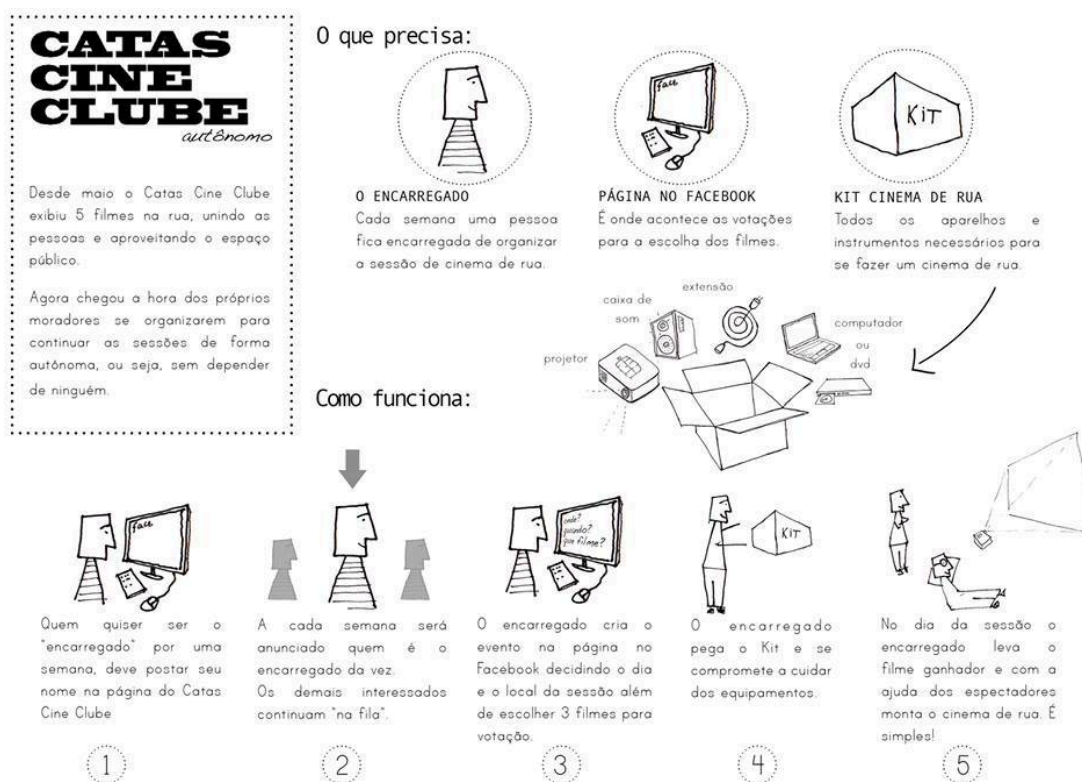 CATAS
CINE
CLUBE
autônomo
Desde maio o Catas Cine Clube
exibiu 5 filmes na rua, unindo as
pessoas e aproveitando o espaço
público.
Agora chegou a hora dos próprios
moradores se organizarem para
continuar as sessões de forma
autônoma, ou seja, sem depender
de ninguém.
O que precisa:
face
KIT
O ENCARREGADO
Cada semana uma pessoa
fica encarregada de organizar
a sessão de cinema de rua.
PÁGINA NO FACEBOOK
É onde acontece as votações
para a escolha dos filmes.
KIT CINEMA DE RUA
Todos os aparelhos e
instrumentos necessários para
se fazer um cinema de rua.
projetor
caixa de
som
extensão
computador
ou
dvd
Como funciona:
face
Quem quiser ser o
"encarregado" por uma
semana, deve postar seu
nome na página do Catas
Cine Clube
1
A cada semana será
anunciado quem é o
encarregado da vez.
Os demais interessados
continuam "na fila".
2
onde?
quando?
que filme?
O encarregado cria o
evento na página no
Facebook decidindo o dia
e o local da sessão além
de escolher 3 filmes para
votação.
3
KIT
O encarregado
pega o Kit e se
compromete a cuidar
dos equipamentos.
4
No dia da sessão o
encarregado leva o
filme ganhador e com a
ajuda dos espectadores
monta o cinema de rua. É
simples!
5